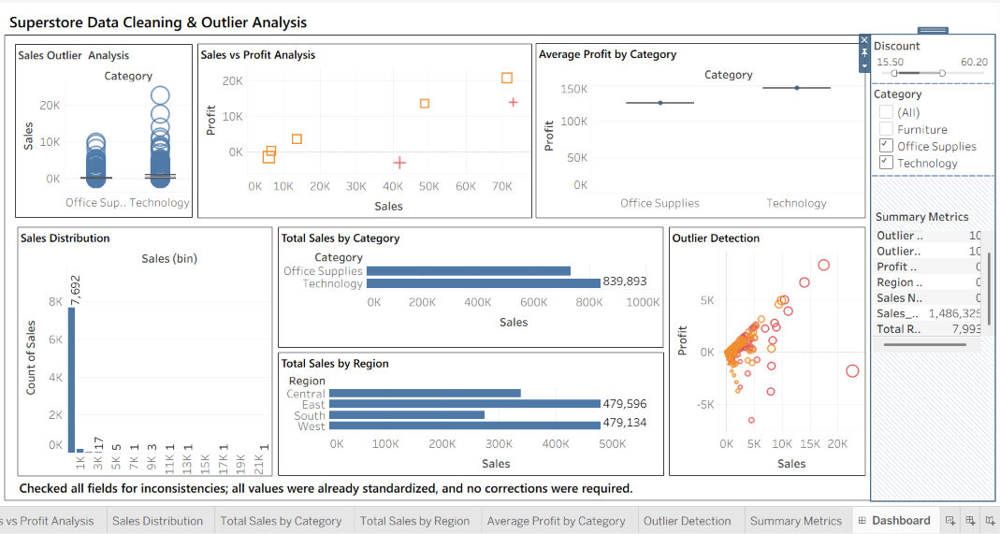 Superstore Data Cleaning & Outlier Analysis
Sales Outlier Analysis
Category
Sales
20K
10K
0K
Office Sup.. Technology
Sales vs Profit Analysis
Profit
20K
10K
0K
0K 10K 20K 30K 40K 50K 60K 70K
Sales
Average Profit by Category
Category
Profit
150K
100K
50K
0K
Office Supplies Technology
Discount
15.50 60.20
Category
(All)
Furniture
Office Supplies
Technology
Summary Metrics
Outlier .. 10
Outlier.. 10
Profit .. 0
Region .. 0
Sales N.. 0
Sales_.. 1,486,325
Total R.. 7,993
Sales Distribution
Sales (bin)
Count of Sales
8K
6K
4K
2K
0K
7,692
17
5
1
3
1
1
1
1
1K 3K 5K 7K 9K 11K 13K 15K 17K 19K 21K
Total Sales by Category
Category
Office Supplies
Technology 839,893
0K 200K 400K 600K 800K 1000K
Sales
Total Sales by Region
Region
Central
East 479,596
South
West 479,134
0K 100K 200K 300K 400K 500K
Sales
Outlier Detection
Profit
5K
0K
-5K
0K 5K 10K 15K 20K
Sales
Checked all fields for inconsistencies; all values were already standardized, and no corrections were required.
s vs Profit Analysis Sales Distribution Total Sales by Category Total Sales by Region Average Profit by Category Outlier Detection Summary Metrics Dashboard